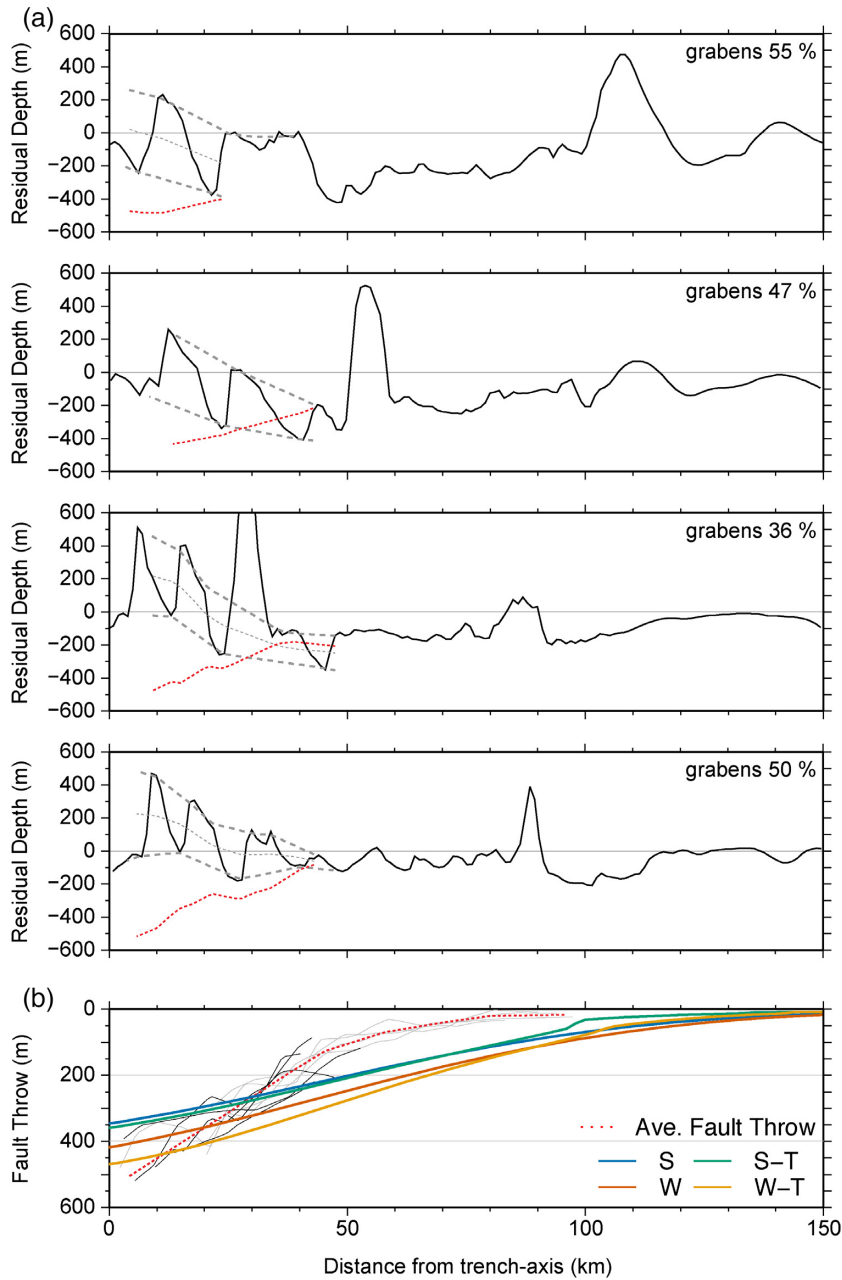 (a)
600
400
200
0
−200
−400
−600
Residual Depth (m)
grabens 55 %
600
400
200
0
−200
−400
−600
Residual Depth (m)
grabens 47 %
600
400
200
0
−200
−400
−600
Residual Depth (m)
grabens 36 %
600
400
200
0
−200
−400
−600
Residual Depth (m)
grabens 50 %
(b)
0
200
400
600
Fault Throw (m)
Ave. Fault Throw
S S−T
W W−T
0 50 100 150
Distance from trench-axis (km)